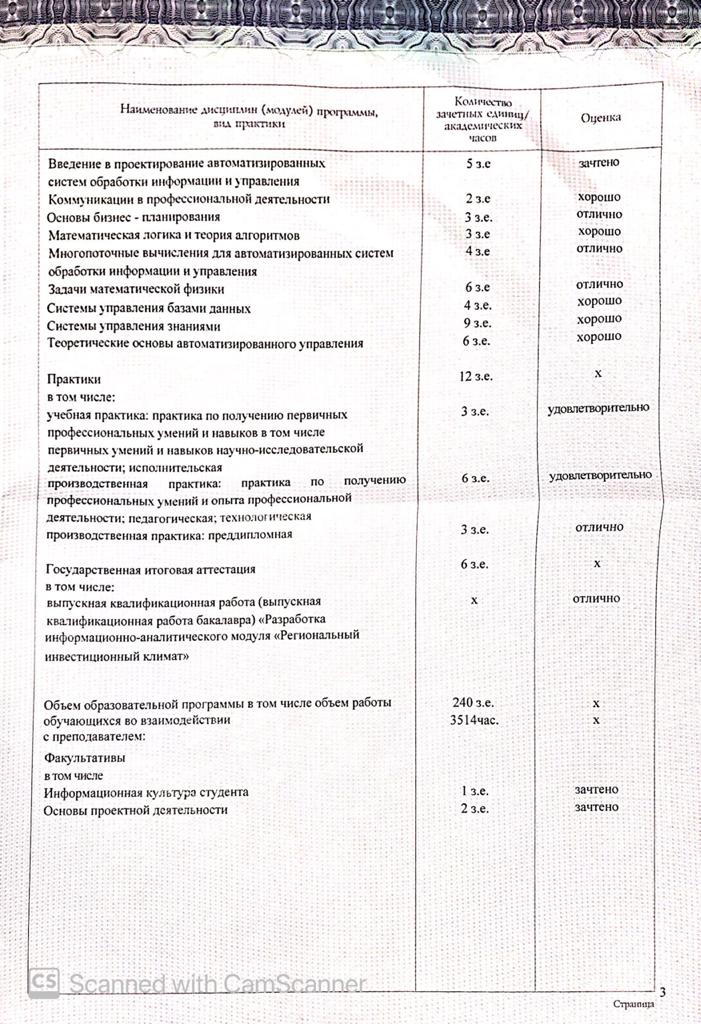 Наименование дисциплин (модулей) программы,
вид практики
Количество
зачетных единиц/
академических
часов
Оценка
Введение в проектирование автоматизированных 5 з.е зачтено
систем обработки информации и управления
Коммуникации в профессиональной деятельности 2 з.е хорошо
Основы бизнес - планирования 3 з.е. отлично
Математическая логика и теория алгоритмов 3 з.е хорошо
Многопоточные вычисления для автоматизированных систем 4 з.е отлично
обработки информации и управления
Задачи математической физики 6 з.е отлично
Системы управления базами данных 4 з.е. хорошо
Системы управления знаниями 9 з.е. хорошо
Теоретические основы автоматизированного управления 6 з.е. хорошо
Практики 12 з.е. х
в том числе:
учебная практика: практика по получению первичных 3 з.е. удовлетворительно
профессиональных умений и навыков в том числе
первичных умений и навыков научно-исследовательской
деятельности; исполнительская
производственная практика: практика по получению 6 з.е. удовлетворительно
профессиональных умений и опыта профессиональной
деятельности; педагогическая; технологическая
производственная практика: преддипломная 3 з.е. отлично
Государственная итоговая аттестация 6 з.е. х
в том числе:
выпускная квалификационная работа (выпускная х отлично
квалификационная работа бакалавра) «Разработка
информационно-аналитического модуля «Региональный
инвестиционный климат»
Объем образовательной программы в том числе объем работы 240 з.е. х
обучающихся во взаимодействии 3514час. х
с преподавателем:
Факультативы
в том числе
Информационная культура студента 1 з.е. зачтено
Основы проектной деятельности 2 з.е. зачтено
CS Scanned with CamScanner
3
Страница